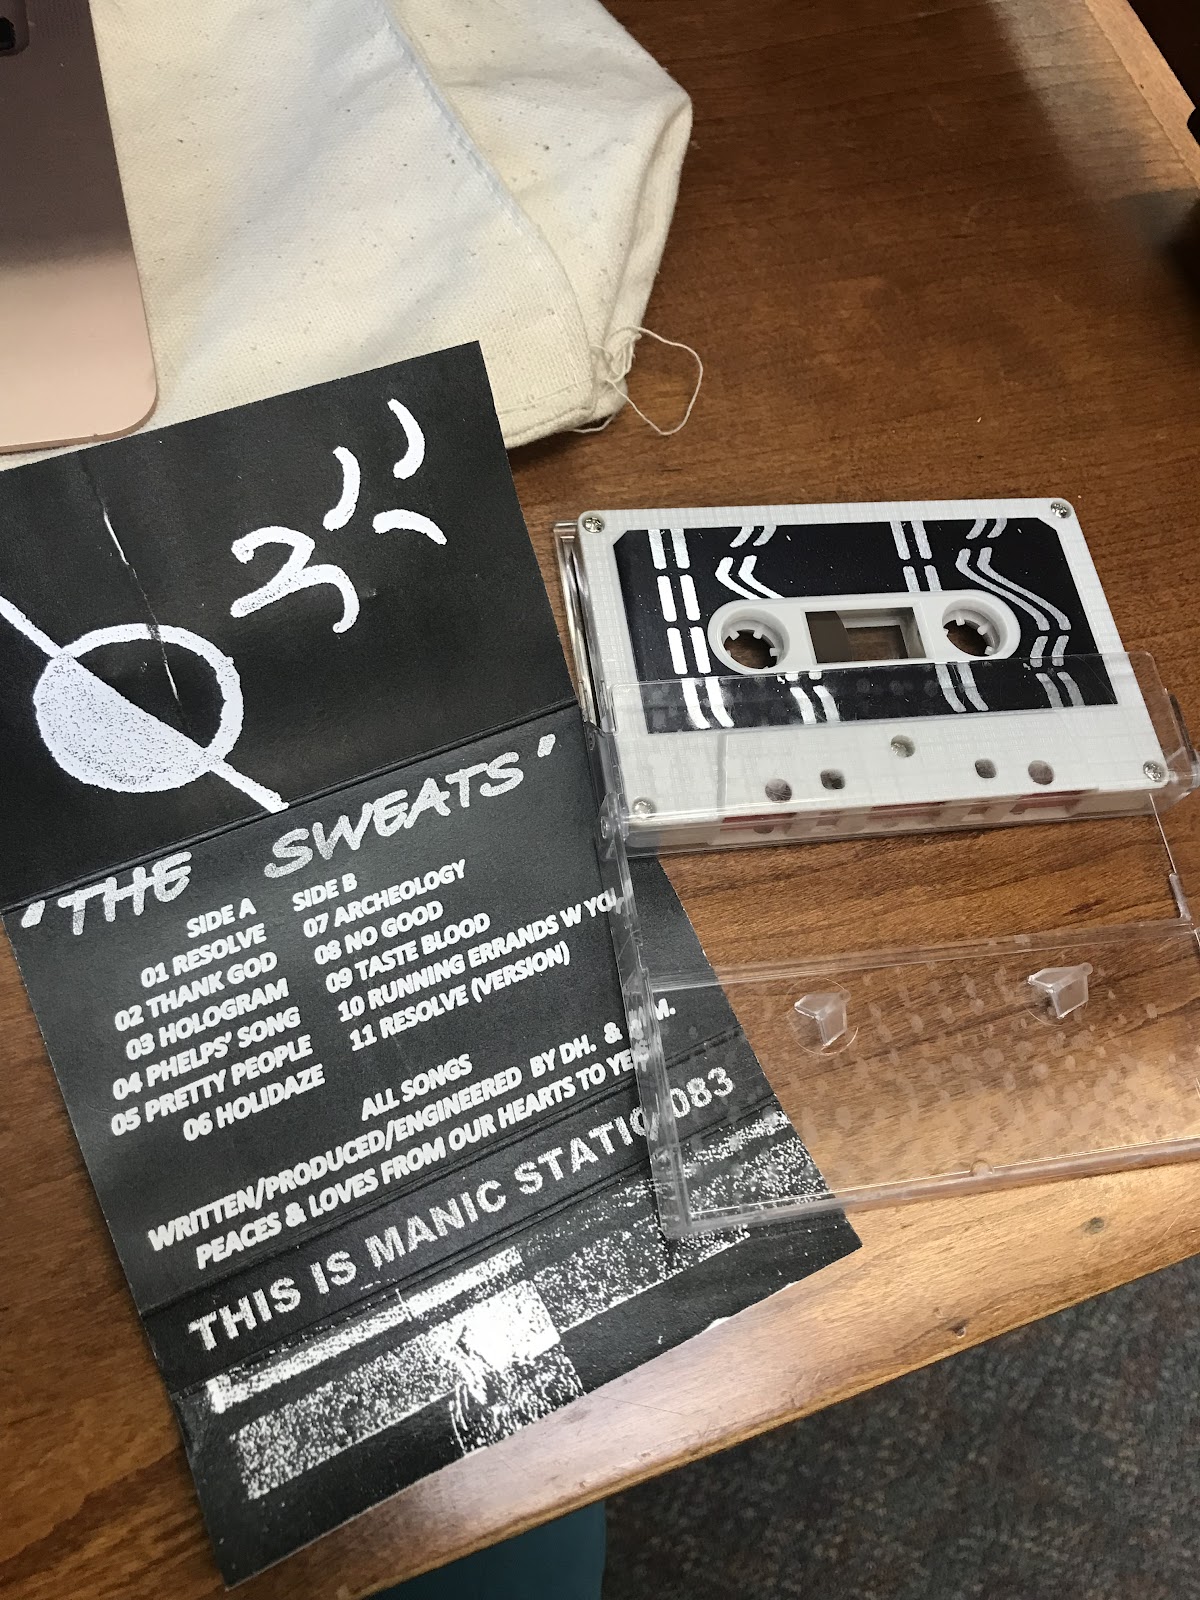 'THE SWEATS'
SIDE A
01 RESOLVE
02 THANK GOD
03 HOLOGRAM
04 PHELPS' SONG
05 PRETTY PEOPLE
06 HOLIDAZE
SIDE B
07 ARCHEOLOGY
08 NO GOOD
09 TASTE BLOOD
10 RUNNING ERRANDS W YOU
11 RESOLVE (VERSION)
ALL SONGS
WRITTEN/PRODUCED/ENGINEERED BY DH. &
PEACES & LOVES FROM OUR HEARTS TO
THIS IS MANIC STATIC 083